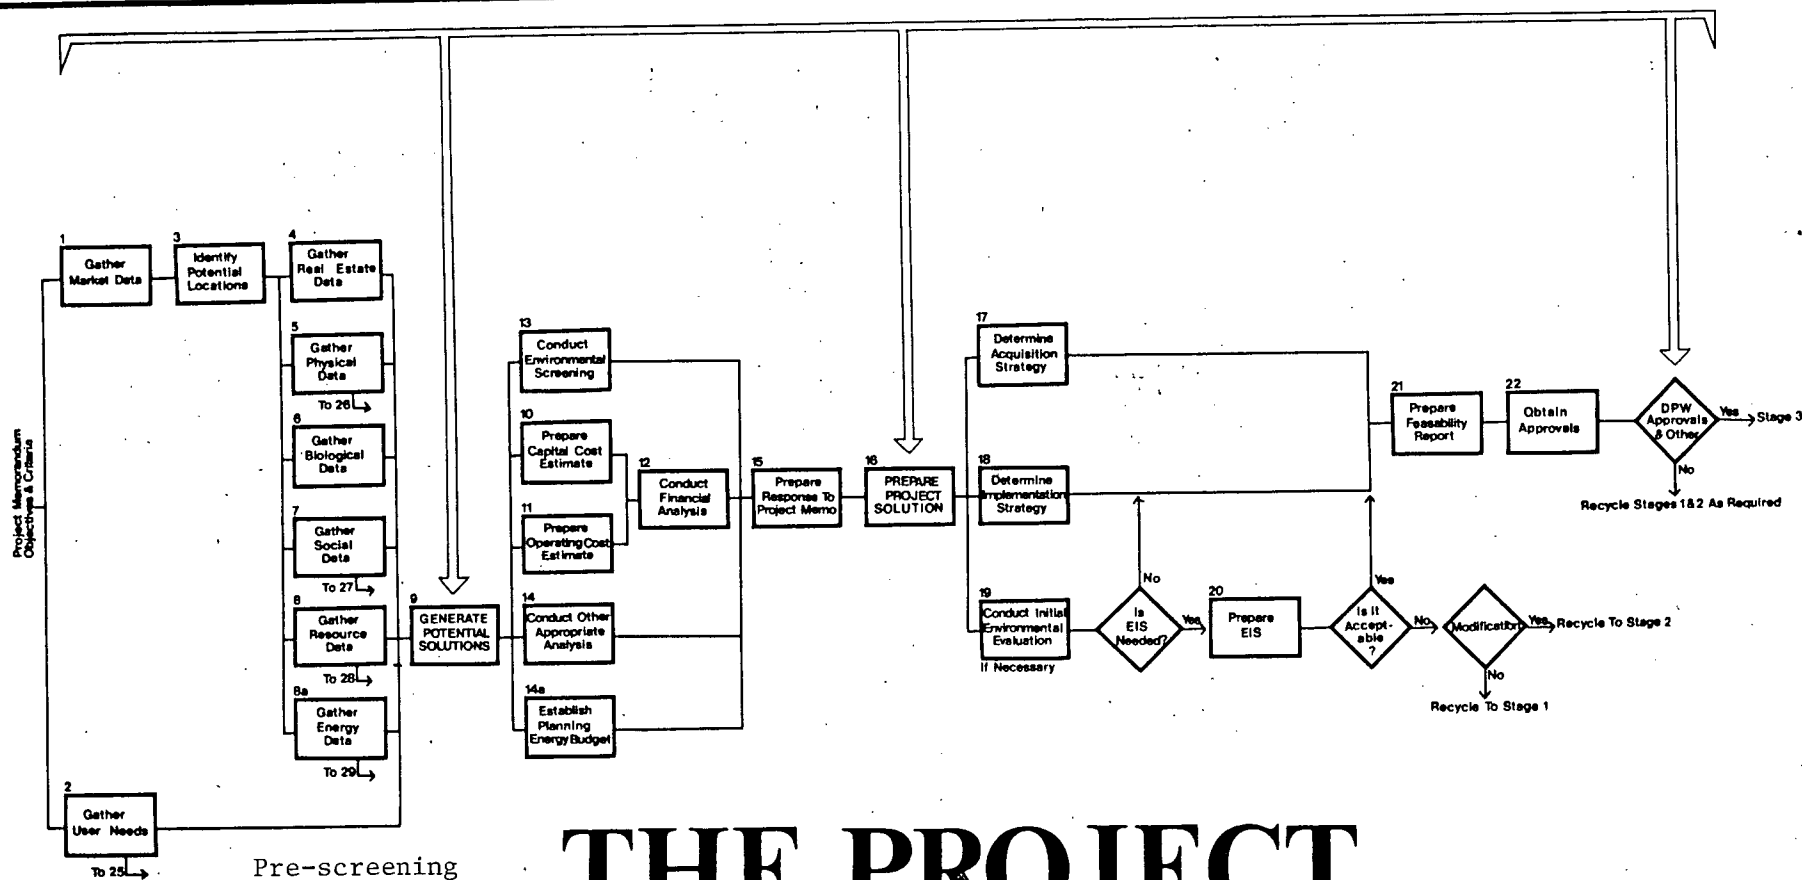 Project Memorandum
Objectives & Criteria
1
Gather
Market Data
3
Identify
Potential
Locations
4
Gather
Real Estate
Data
5
Gather
Physical
Data
To 26
6
Gather
Biological
Data
7
Gather
Social
Data
To 27
8
Gather
Resource
Data
To 28
8a
Gather
Energy
Data
To 29
2
Gather
User Needs
To 25
9
GENERATE
POTENTIAL
SOLUTIONS
13
Conduct
Environmental
Screening
10
Prepare
Capital Cost
Estimate
11
Prepare
Operating Cost
Estimate
14
Conduct Other
Appropriate
Analysis
14a
Establish
Planning
Energy Budget
12
Conduct
Financial
Analysis
15
Prepare
Response To
Project Memo
16
PREPARE
PROJECT
SOLUTION
17
Determine
Acquisition
Strategy
18
Determine
Implementation
Strategy
19
Conduct Initial
Environmental
Evaluation
If Necessary
Is
EIS
Needed?
No
Yes
20
Prepare
EIS
Is It
Accept-
able
?
Yes
No
Modification
Yes
Recycle To Stage 2
No
Recycle To Stage 1
21
Prepare
Feasability
Report
22
Obtain
Approvals
DPW
Approvals
& Other
Yes
Stage 3
No
Recycle Stages 1&2 As Required
Pre-screening
THE PROJECT